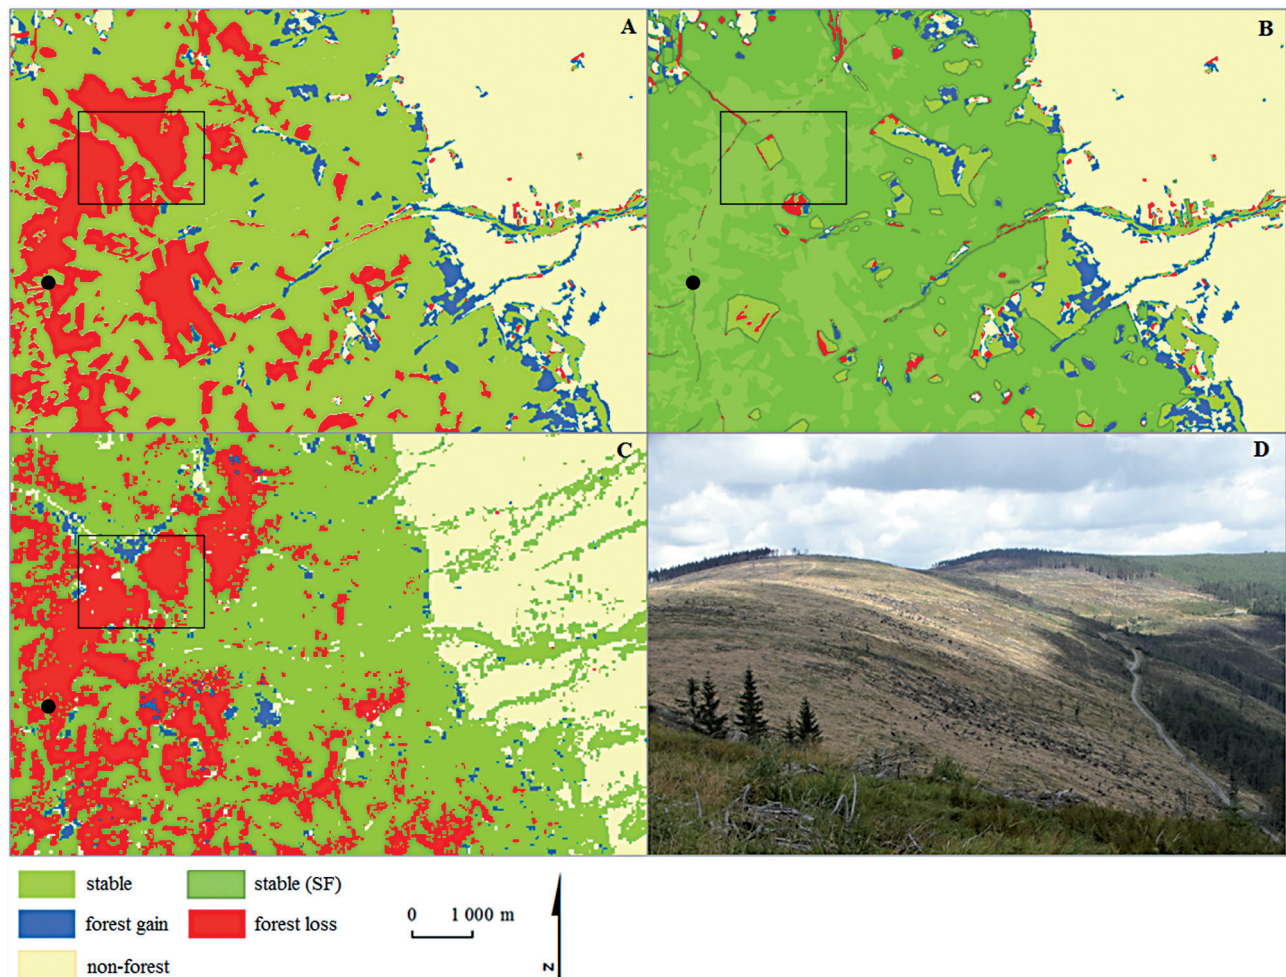 A
B
C
D
stable
stable (SF)
forest gain
forest loss
0 1 000 m
non-forest
N